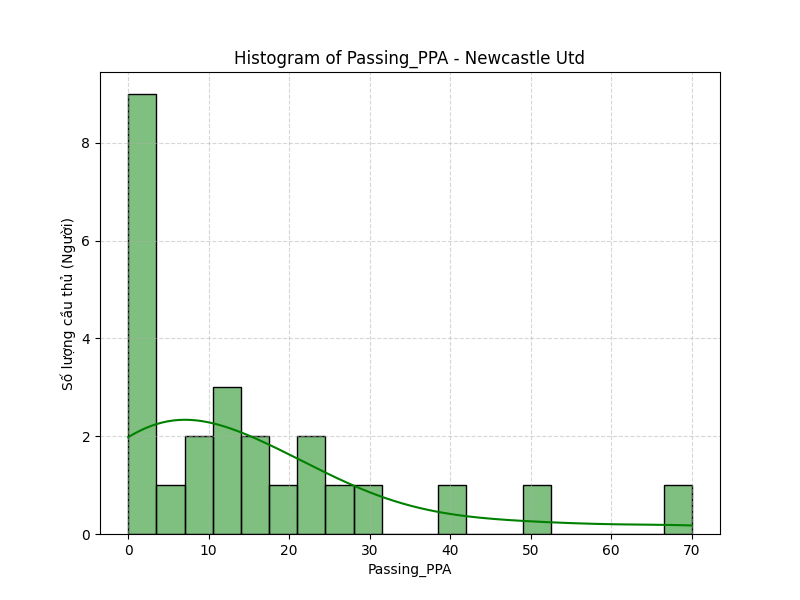 Histogram of Passing_PPA - Newcastle Utd
Số lượng cầu thủ (Người)
8
6
4
2
0
0 10 20 30 40 50 60 70
Passing_PPA